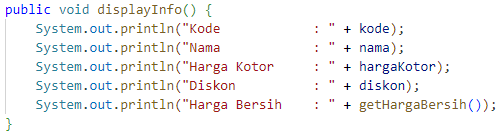 public void displayInfo() {
    System.out.println("Kode            : " + kode);
    System.out.println("Nama            : " + nama);
    System.out.println("Harga Kotor     : " + hargaKotor);
    System.out.println("Diskon          : " + diskon);
    System.out.println("Harga Bersih    : " + getHargaBersih());
}